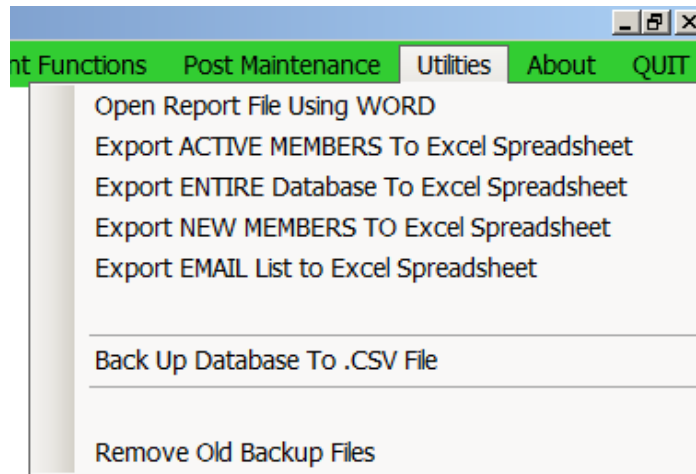 nt Functions Post Maintenance Utilities About QUIT
Open Report File Using WORD
Export ACTIVE MEMBERS To Excel Spreadsheet
Export ENTIRE Database To Excel Spreadsheet
Export NEW MEMBERS TO Excel Spreadsheet
Export EMAIL List to Excel Spreadsheet
Back Up Database To .CSV File
Remove Old Backup Files